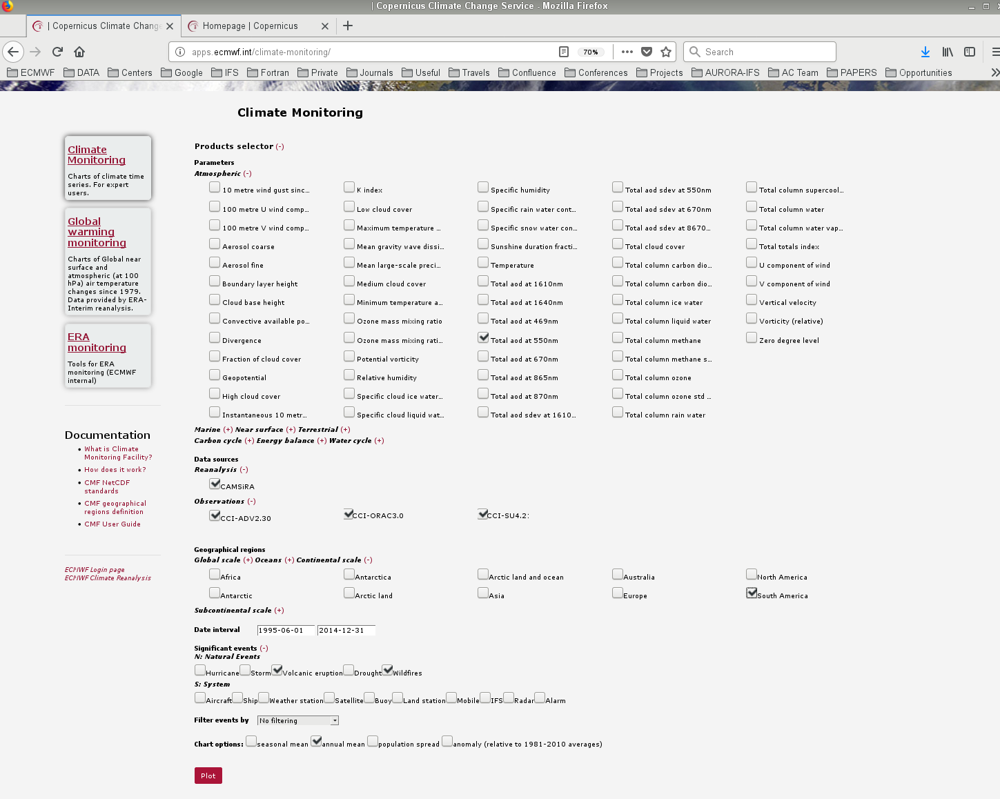 | Copernicus Climate Change Service - Mozilla Firefox
| Copernicus Climate Change
Homepage | Copernicus
apps.ecmwf.int/climate-monitoring/
70%
Search
ECMWF DATA Centers Google IFS Fortran Private Journals Useful Travels Confluence Conferences Projects AURORA-IFS AC Team PAPERS Opportunities
Climate Monitoring
Climate
Monitoring
Charts of climate time
series. For expert
users.
Global
warming
monitoring
Charts of Global near
surface and
atmospheric (at 100
hPa) air temperature
changes since 1979.
Data provided by ERA-
Interim reanalysis.
ERA
monitoring
Tools for ERA
monitoring (ECMWF
internal)
Documentation
What is Climate
Monitoring Facility?
How does it work?
CMF NetCDF
standards
CMF geographical
regions definition
CMF User Guide
ECMWF Login page
ECMWF Climate Reanalysis
Products selector (-)
Parameters
Atmospheric (-)
10 metre wind gust sinc... K index Specific humidity Total aod sdev at 550nm Total column supercool...
100 metre U wind comp... Low cloud cover Specific rain water cont... Total aod sdev at 670nm Total column water
100 metre V wind comp... Maximum temperature ... Specific snow water con... Total aod sdev at 8670... Total column water vap...
Aerosol coarse Mean gravity wave dissi... Sunshine duration fracti... Total cloud cover Total totals index
Aerosol fine Mean large-scale preci... Temperature Total column carbon dio... U component of wind
Boundary layer height Medium cloud cover Total aod at 1610nm Total column carbon dio... V component of wind
Cloud base height Minimum temperature a... Total aod at 1640nm Total column ice water Vertical velocity
Convective available po... Ozone mass mixing ratio Total aod at 469nm Total column liquid water Vorticity (relative)
Divergence Ozone mass mixing rati... Total aod at 550nm Total column methane Zero degree level
Fraction of cloud cover Potential vorticity Total aod at 670nm Total column methane s...
Geopotential Relative humidity Total aod at 865nm Total column ozone
High cloud cover Specific cloud ice water... Total aod at 870nm Total column ozone std ...
Instantaneous 10 metr... Specific cloud liquid wat... Total aod sdev at 1610... Total column rain water
Marine (+) Near surface (+) Terrestrial (+)
Carbon cycle (+) Energy balance (+) Water cycle (+)
Data sources
Reanalysis (-)
CAMSiRA
Observations (-)
CCI-ADV2.30 CCI-ORAC3.0 CCI-SU4.2:
Geographical regions
Global scale (+) Oceans (+) Continental scale (-)
Africa Antarctica Arctic land and ocean Australia North America
Antarctic Arctic land Asia Europe South America
Subcontinental scale (+)
Date interval 1995-06-01 2014-12-31
Significant events (-)
N: Natural Events
Hurricane Storm Volcanic eruption Drought Wildfires
S: System
Aircraft Ship Weather station Satellite Buoy Land station Mobile IFS Radar Alarm
Filter events by No filtering
Chart options: seasonal mean annual mean population spread anomaly (relative to 1981-2010 averages)
Plot